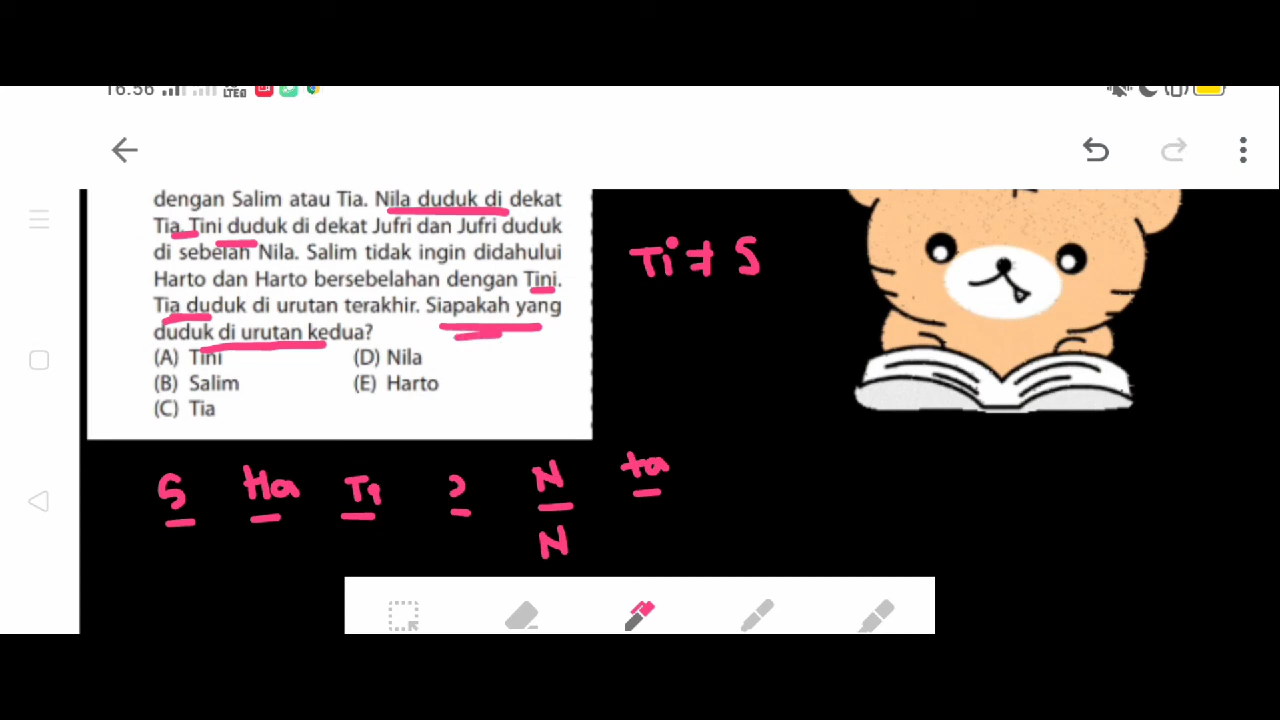 16.56
LTE
dengan Salim atau Tia. Nila duduk di dekat
Tia. Tini duduk di dekat Jufri dan Jufri duduk
di sebelah Nila. Salim tidak ingin didahului
Harto dan Harto bersebelahan dengan Tini.
Tia duduk di urutan terakhir. Siapakah yang
duduk di urutan kedua?
(A) Tini (D) Nila
(B) Salim (E) Harto
(C) Tia
Ti ≠ S
S Ha Ti J N ta
N